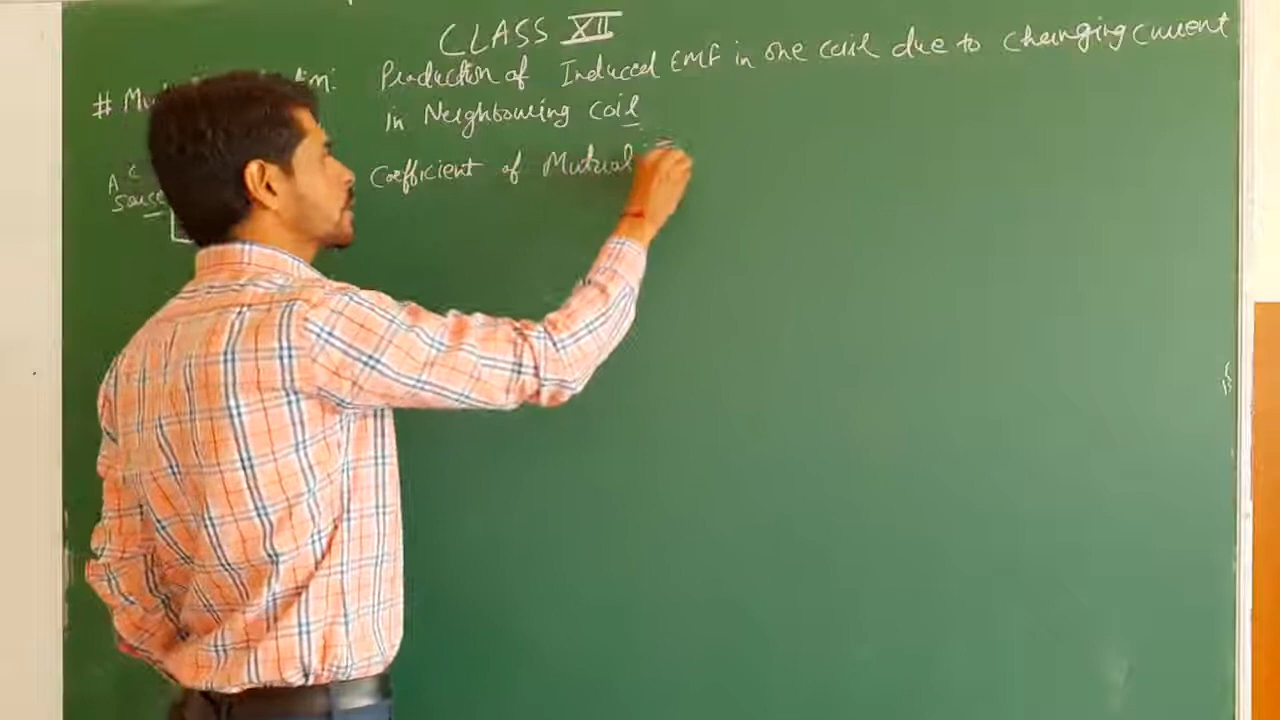 CLASS XII
# Mu
: Production of Induced EMF in one coil due to changing current
in Neighbouring coil
AC
Source
Coefficient of Mutual